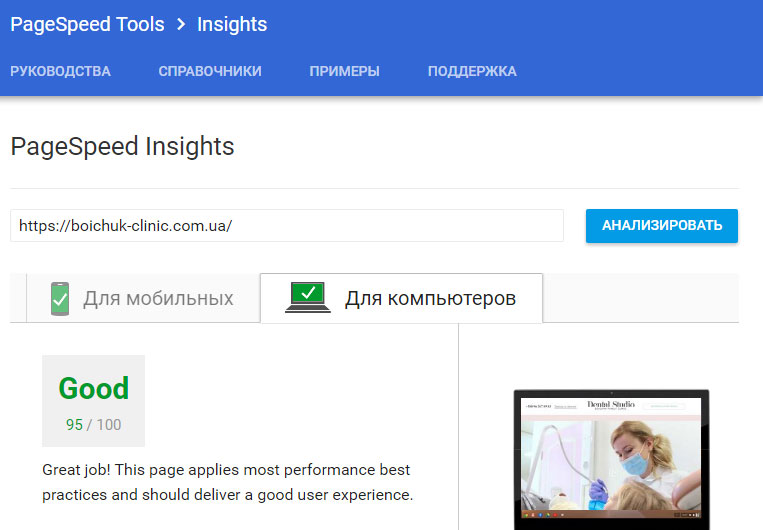 PageSpeed Tools > Insights
РУКОВОДСТВА СПРАВОЧНИКИ ПРИМЕРЫ ПОДДЕРЖКА
PageSpeed Insights
https://boichuk-clinic.com.ua/ АНАЛИЗИРОВАТЬ
Для мобильных Для компьютеров
Good
95 / 100
Great job! This page applies most performance best
practices and should deliver a good user experience.
Dental Studio